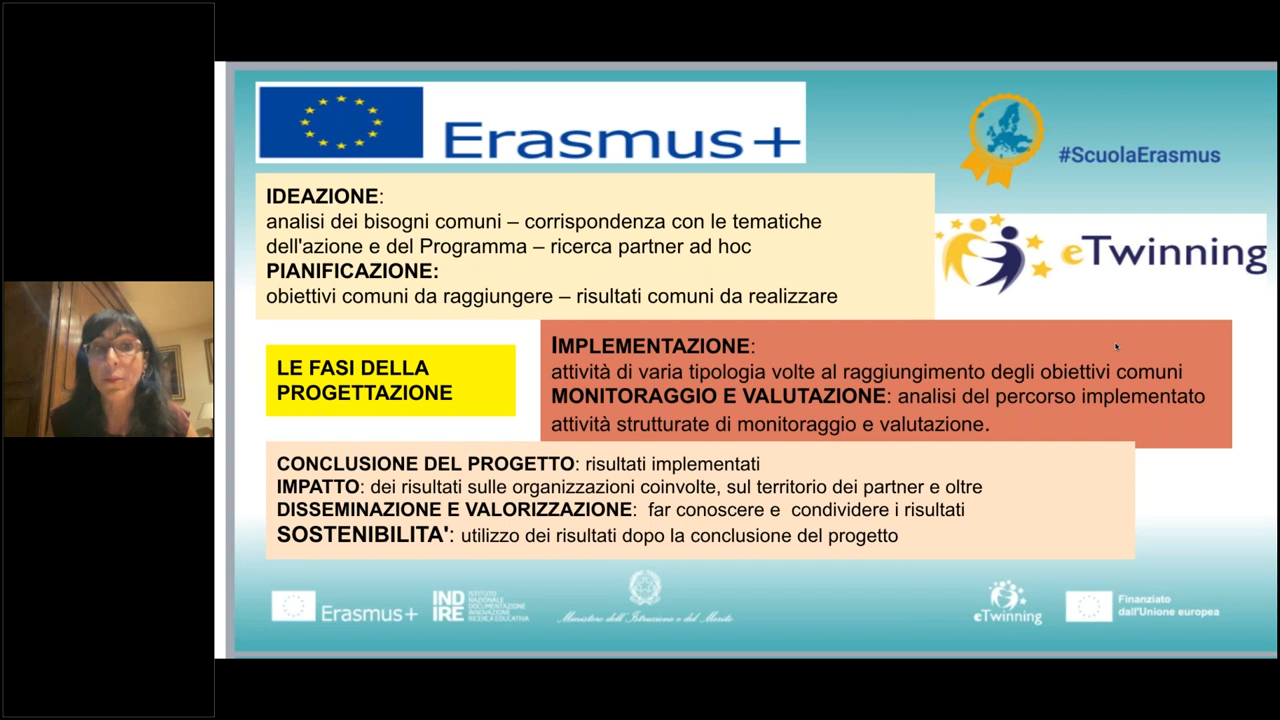 Erasmus+
#ScuolaErasmus
eTwinning
IDEAZIONE:
analisi dei bisogni comuni – corrispondenza con le tematiche
dell'azione e del Programma – ricerca partner ad hoc
PIANIFICAZIONE:
obiettivi comuni da raggiungere – risultati comuni da realizzare
LE FASI DELLA
PROGETTAZIONE
IMPLEMENTAZIONE:
attività di varia tipologia volte al raggiungimento degli obiettivi comuni
MONITORAGGIO E VALUTAZIONE: analisi del percorso implementato
attività strutturate di monitoraggio e valutazione.
CONCLUSIONE DEL PROGETTO: risultati implementati
IMPATTO: dei risultati sulle organizzazioni coinvolte, sul territorio dei partner e oltre
DISSEMINAZIONE E VALORIZZAZIONE: far conoscere e condividere i risultati
SOSTENIBILITA': utilizzo dei risultati dopo la conclusione del progetto
Erasmus+
INDIRE
ISTITUTO
NAZIONALE
DOCUMENTAZIONE
INNOVAZIONE
RICERCA EDUCATIVA
Ministero dell'Istruzione e del Merito
eTwinning
Finanziato
dall'Unione europea